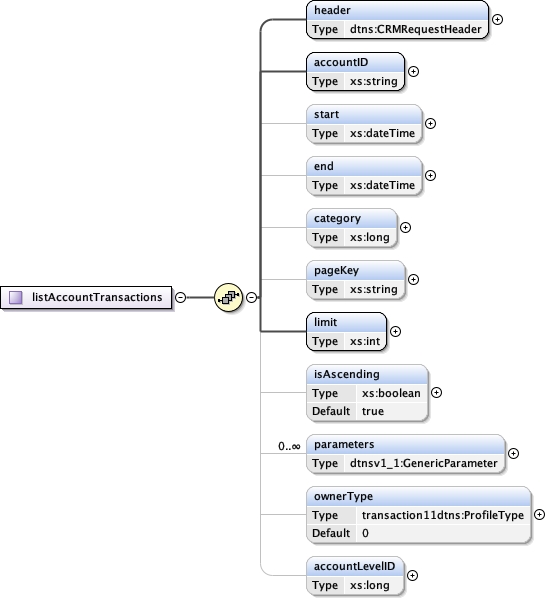 header
Type dtns:CRMRequestHeader
accountID
Type xs:string
start
Type xs:dateTime
end
Type xs:dateTime
category
Type xs:long
pageKey
Type xs:string
listAccountTransactions
limit
Type xs:int
isAscending
Type xs:boolean
Default true
0..∞
parameters
Type dtnsv1_1:GenericParameter
ownerType
Type transaction11dtns:ProfileType
Default 0
accountLevelID
Type xs:long